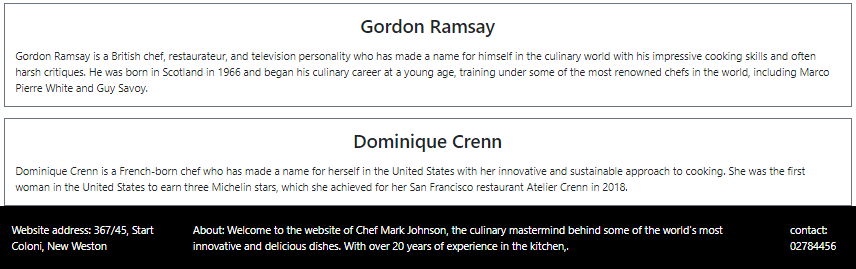 Gordon Ramsay
Gordon Ramsay is a British chef, restaurateur, and television personality who has made a name for himself in the culinary world with his impressive cooking skills and often
harsh critiques. He was born in Scotland in 1966 and began his culinary career at a young age, training under some of the most renowned chefs in the world, including Marco
Pierre White and Guy Savoy.
Dominique Crenn
Dominique Crenn is a French-born chef who has made a name for herself in the United States with her innovative and sustainable approach to cooking. She was the first
woman in the United States to earn three Michelin stars, which she achieved for her San Francisco restaurant Atelier Crenn in 2018.
Website address: 367/45, Start
Coloni, New Weston
About: Welcome to the website of Chef Mark Johnson, the culinary mastermind behind some of the world's most
innovative and delicious dishes. With over 20 years of experience in the kitchen,.
contact:
02784456